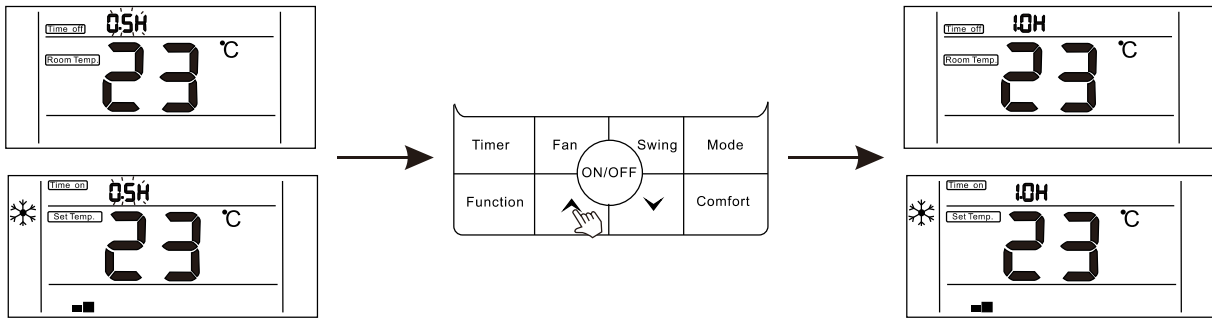 Time off 0.5H
Room Temp. 23 °C
Time on 0.5H
Set Temp. 23 °C
Timer Fan Swing Mode
ON/OFF
Function Comfort
Time off 1.0H
Room Temp. 23 °C
Time on 1.0H
Set Temp. 23 °C